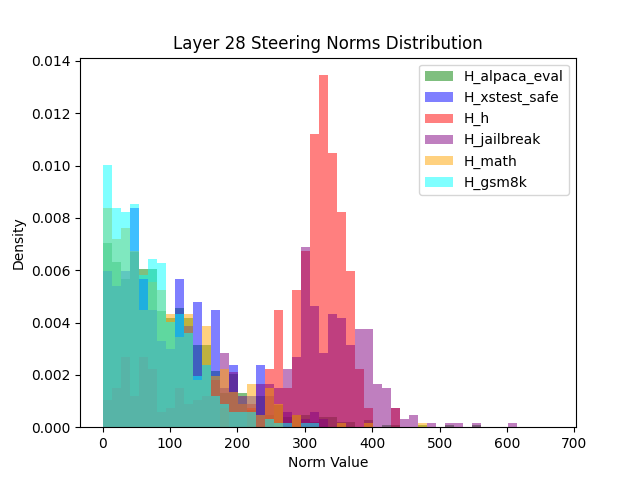 Layer 28 Steering Norms Distribution
H_alpaca_eval
H_xstest_safe
H_h
H_jailbreak
H_math
H_gsm8k
Density
0.014
0.012
0.010
0.008
0.006
0.004
0.002
0.000
0 100 200 300 400 500 600 700
Norm Value